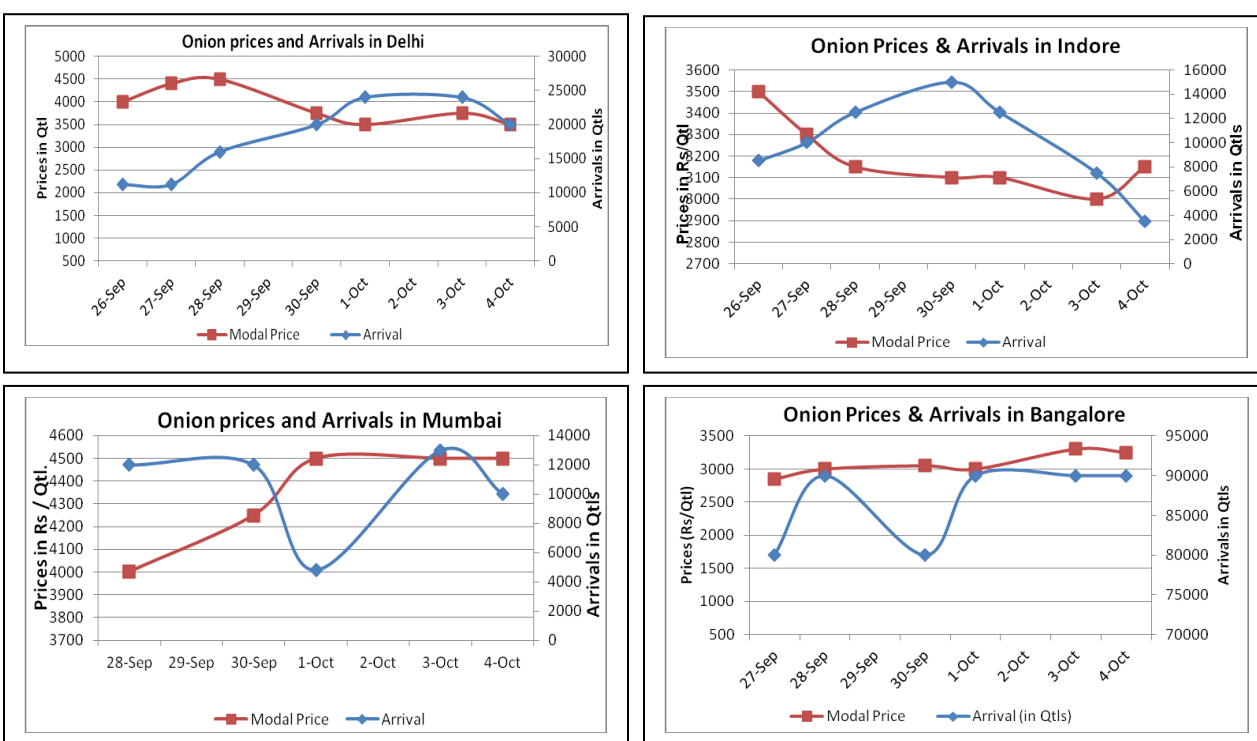 Onion prices and Arrivals in Delhi
Prices in Qtl
5000
4500
4000
3500
3000
2500
2000
1500
1000
500
30000
25000
20000
15000
10000
5000
0
Arrivals in Qtls
26-Sep
27-Sep
28-Sep
29-Sep
30-Sep
1-Oct
2-Oct
3-Oct
4-Oct
Modal Price
Arrival
Onion Prices & Arrivals in Indore
Prices in Rs/Qtl
3600
3500
3400
3300
3200
3100
3000
2900
2800
2700
16000
14000
12000
10000
8000
6000
4000
2000
0
Arrivals in Qtls
26-Sep
27-Sep
28-Sep
29-Sep
30-Sep
1-Oct
2-Oct
3-Oct
4-Oct
Modal Price
Arrival
Onion prices and Arrivals in Mumbai
Prices in Rs / Qtl.
4600
4500
4400
4300
4200
4100
4000
3900
3800
3700
14000
12000
10000
8000
6000
4000
2000
0
Arrivals in Qtls
28-Sep
29-Sep
30-Sep
1-Oct
2-Oct
3-Oct
4-Oct
Modal Price
Arrival
Onion Prices & Arrivals in Bangalore
Prices (Rs/Qtl)
3500
3000
2500
2000
1500
1000
500
95000
90000
85000
80000
75000
70000
Arrivals in Qtls
27-Sep
28-Sep
29-Sep
30-Sep
1-Oct
2-Oct
3-Oct
4-Oct
Modal Price
Arrival (in Qtls)